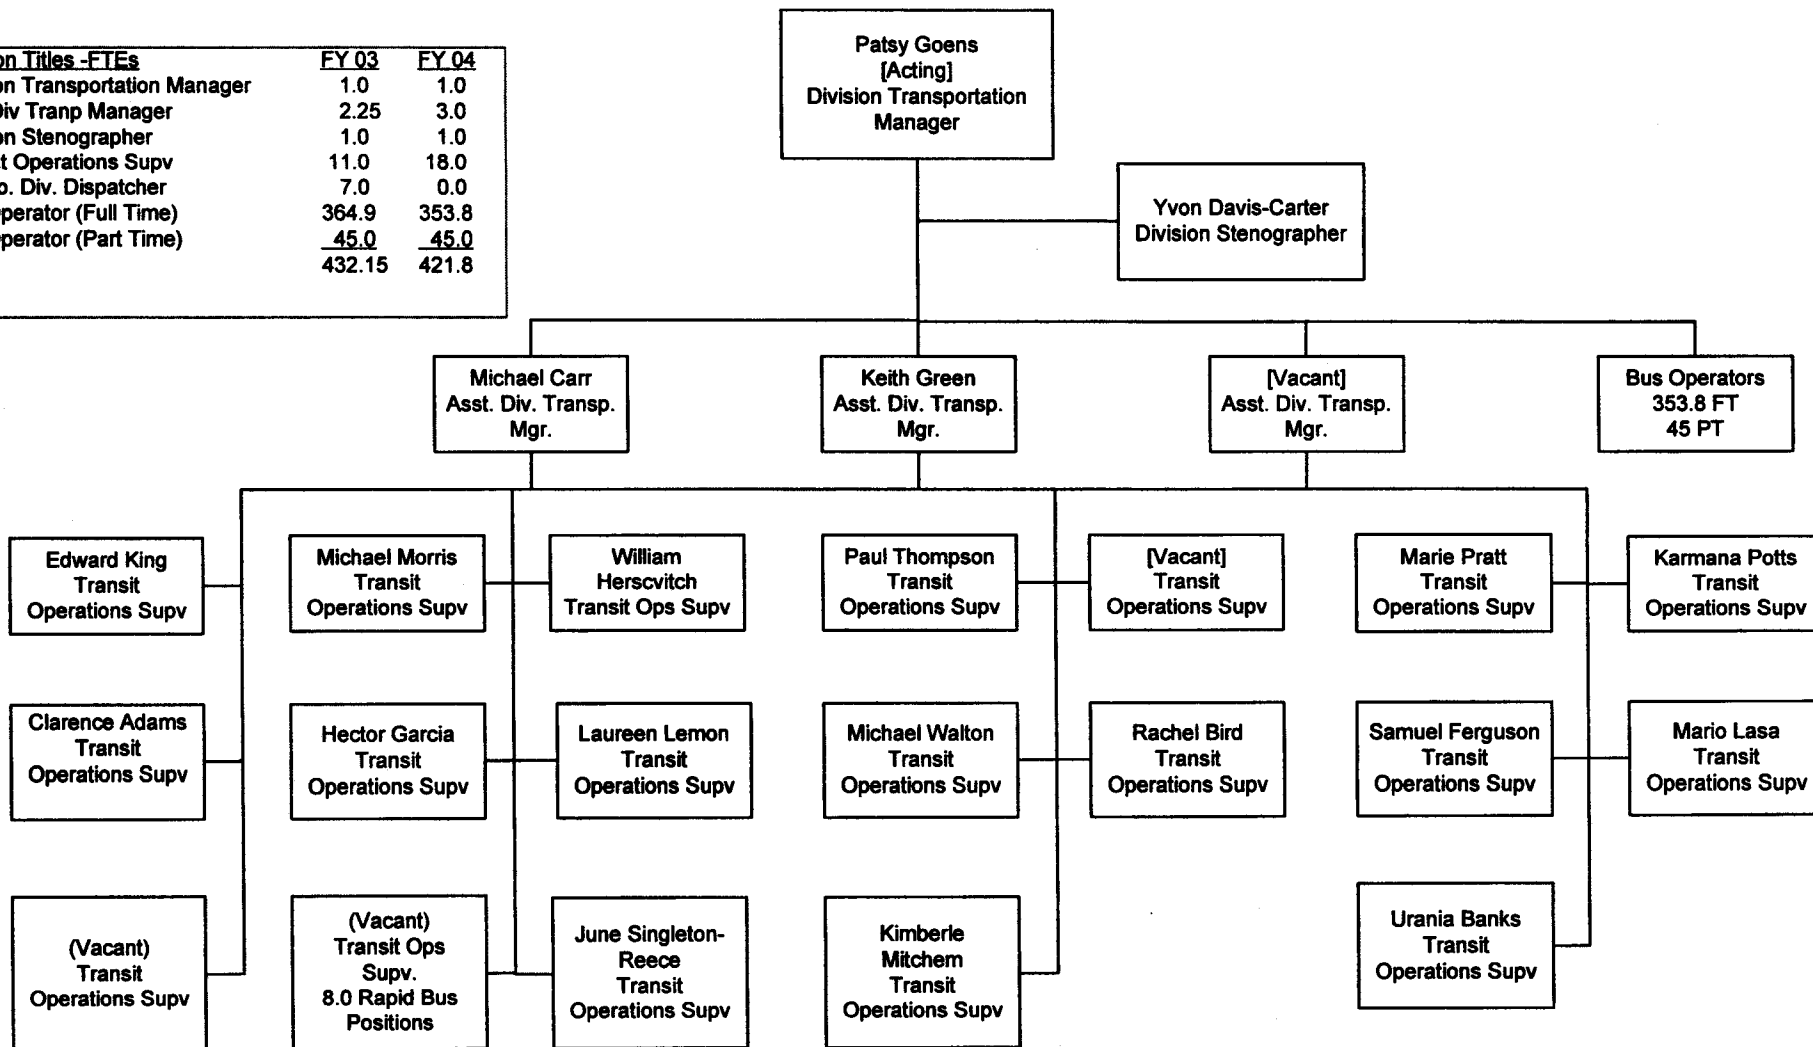 on Titles -FTEs FY 03 FY 04
on Transportation Manager 1.0 1.0
Div Tranp Manager 2.25 3.0
on Stenographer 1.0 1.0
t Operations Supv 11.0 18.0
o. Div. Dispatcher 7.0 0.0
perator (Full Time) 364.9 353.8
perator (Part Time) 45.0 45.0
432.15 421.8
Patsy Goens
[Acting]
Division Transportation
Manager
Yvon Davis-Carter
Division Stenographer
Michael Carr
Asst. Div. Transp.
Mgr.
Keith Green
Asst. Div. Transp.
Mgr.
[Vacant]
Asst. Div. Transp.
Mgr.
Bus Operators
353.8 FT
45 PT
Edward King
Transit
Operations Supv
Michael Morris
Transit
Operations Supv
William
Herscvitch
Transit Ops Supv
Paul Thompson
Transit
Operations Supv
[Vacant]
Transit
Operations Supv
Marie Pratt
Transit
Operations Supv
Karmana Potts
Transit
Operations Supv
Clarence Adams
Transit
Operations Supv
Hector Garcia
Transit
Operations Supv
Laureen Lemon
Transit
Operations Supv
Michael Walton
Transit
Operations Supv
Rachel Bird
Transit
Operations Supv
Samuel Ferguson
Transit
Operations Supv
Mario Lasa
Transit
Operations Supv
(Vacant)
Transit
Operations Supv
(Vacant)
Transit Ops
Supv.
8.0 Rapid Bus
Positions
June Singleton-
Reece
Transit
Operations Supv
Kimberle
Mitchem
Transit
Operations Supv
Urania Banks
Transit
Operations Supv